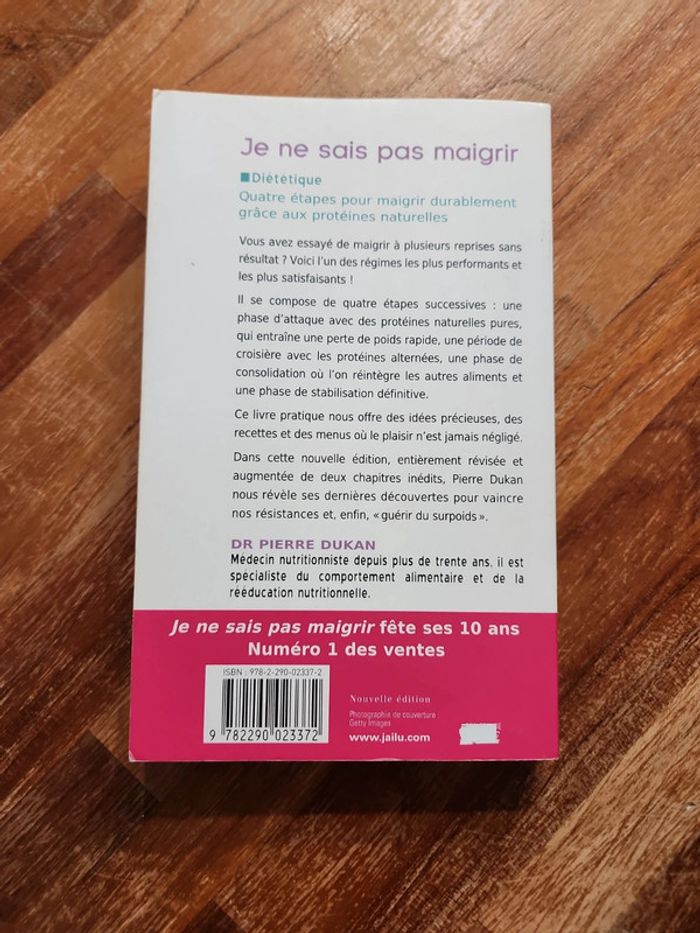 Je ne sais pas maigrir
Diététique
Quatre étapes pour maigrir durablement
grâce aux protéines naturelles
Vous avez essayé de maigrir à plusieurs reprises sans
résultat ? Voici l'un des régimes les plus performants et
les plus satisfaisants !
Il se compose de quatre étapes successives : une
phase d'attaque avec des protéines naturelles pures,
qui entraîne une perte de poids rapide, une période de
croisière avec les protéines alternées, une phase de
consolidation où l'on réintègre les autres aliments et
une phase de stabilisation définitive.
Ce livre pratique nous offre des idées précieuses, des
recettes et des menus où le plaisir n'est jamais négligé.
Dans cette nouvelle édition, entièrement révisée et
augmentée de deux chapitres inédits, Pierre Dukan
nous révèle ses dernières découvertes pour vaincre
nos résistances et, enfin, « guérir du surpoids ».
DR PIERRE DUKAN
Médecin nutritionniste depuis plus de trente ans, il est
spécialiste du comportement alimentaire et de la
rééducation nutritionnelle.
Je ne sais pas maigrir fête ses 10 ans
Numéro 1 des ventes
ISBN : 978-2-290-02337-2
9 782290 023372
Nouvelle édition
Photographie de couverture :
Getty Images
www.jailu.com